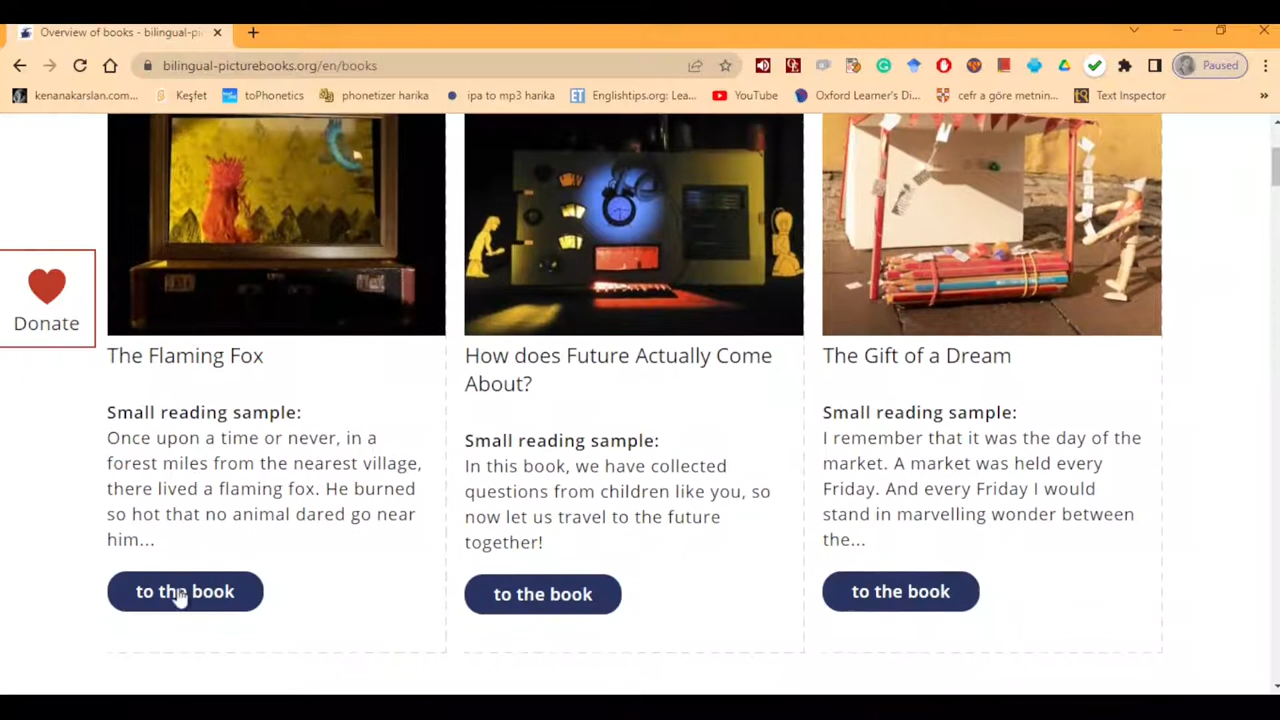 Overview of books - bilingual-pi
bilingual-picturebooks.org/en/books
Paused
kenanakarslan.com...
Keşfet
toPhonetics
phonetizer harika
ipa to mp3 harika
Englishtips.org: Lea...
YouTube
Oxford Learner's Di...
cefr a göre metnin...
Text Inspector
Donate
The Flaming Fox
Small reading sample:
Once upon a time or never, in a
forest miles from the nearest village,
there lived a flaming fox. He burned
so hot that no animal dared go near
him...
to the book
How does Future Actually Come
About?
Small reading sample:
In this book, we have collected
questions from children like you, so
now let us travel to the future
together!
to the book
The Gift of a Dream
Small reading sample:
I remember that it was the day of the
market. A market was held every
Friday. And every Friday I would
stand in marvelling wonder between
the...
to the book